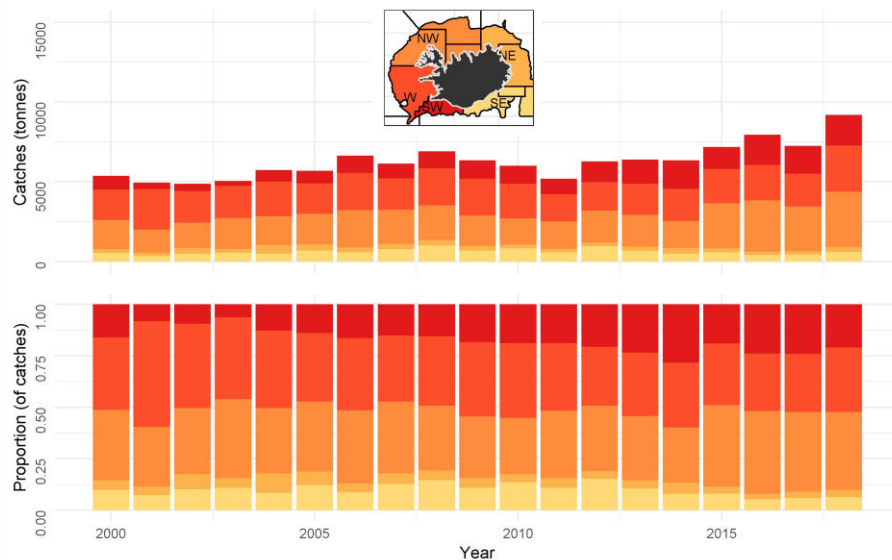 15000
10000
5000
0
Catches (tonnes)
NW
NE
W
SW
SE
1.00
0.75
0.50
0.25
0.00
Proportion (of catches)
2000
2005
2010
2015
Year